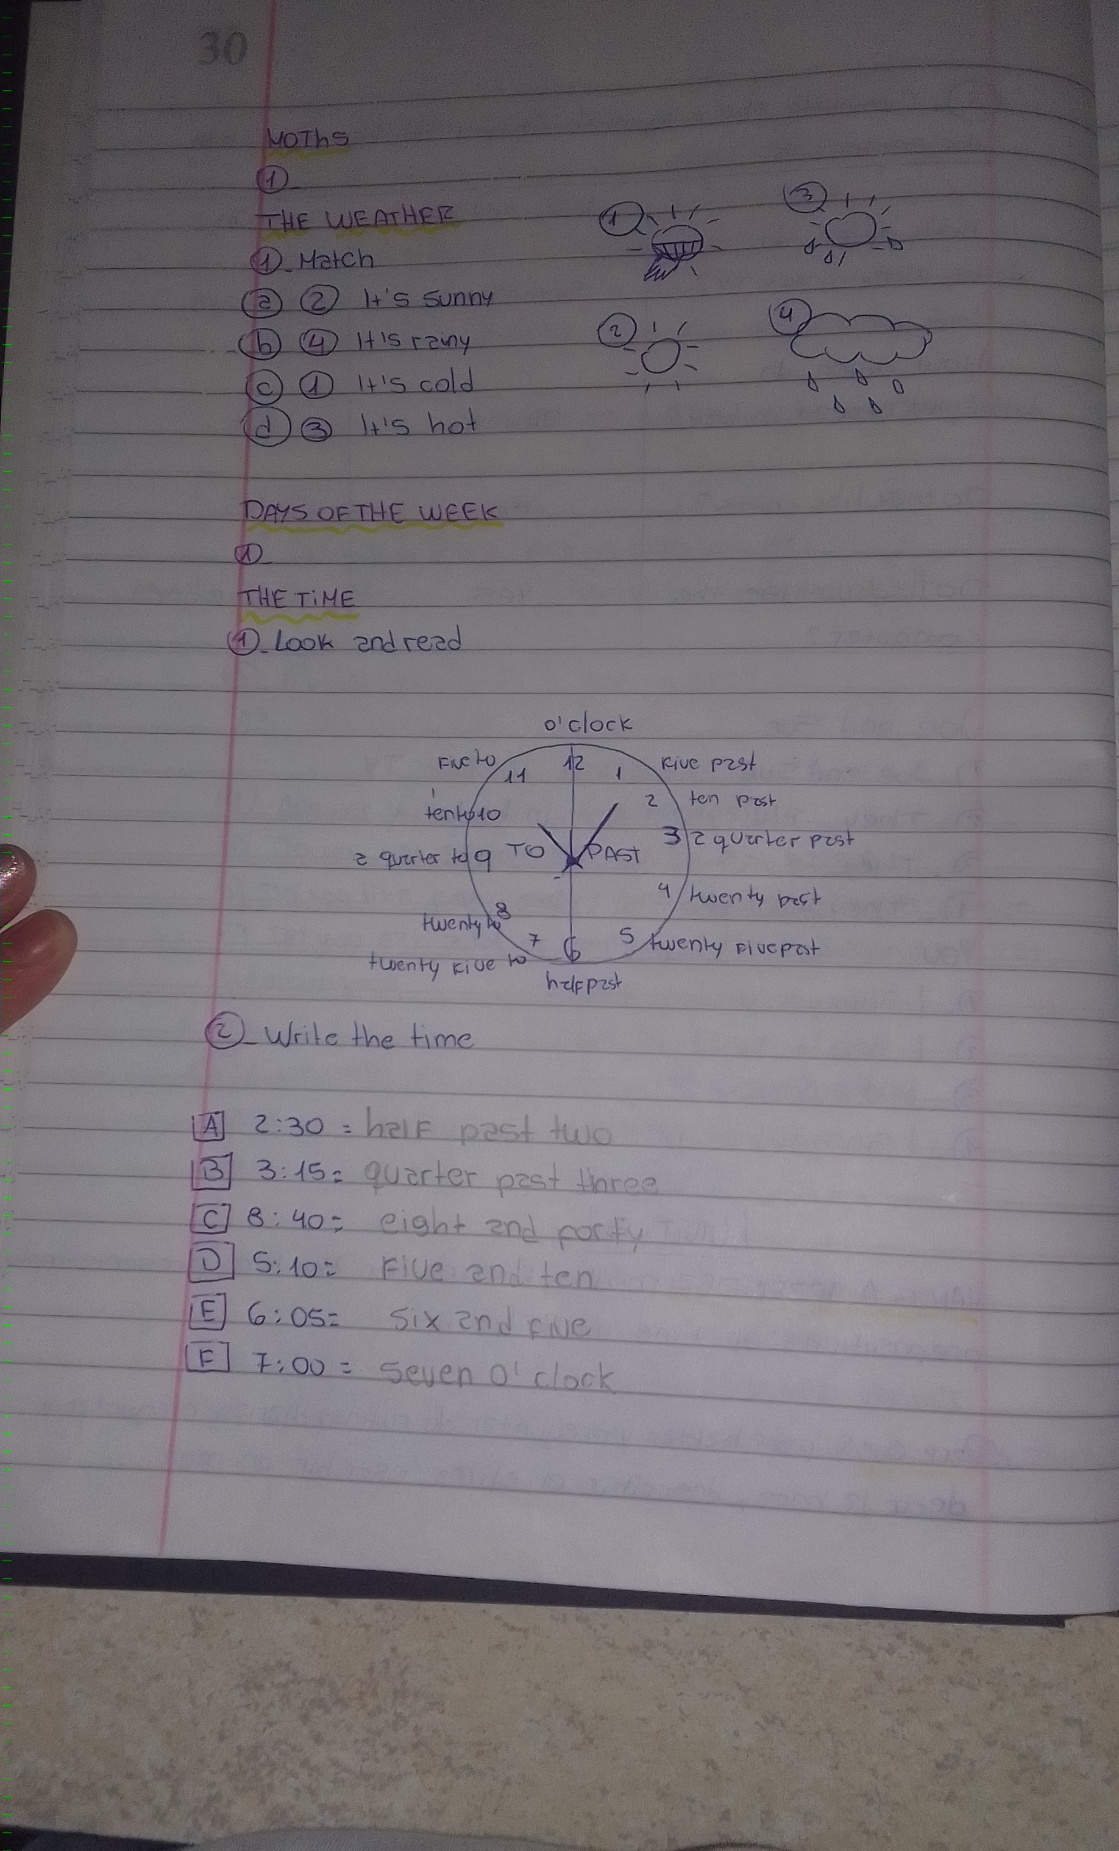 30
MOThS
1
THE WEATHER
1 Match
a 2 It's sunny
b 4 It's rainy
c 1 It's cold
d 3 It's hot
1
3
2
4
DAYS OF THE WEEK
1
THE TiME
1 Look and read
o'clock
Five to 11 12 1 Five past
ten to 10 2 ten past
a quarter to 9 TO PAST 3 a quarter past
4 twenty past
twenty to 8
7 6 5 twenty Five past
twenty Five to
half past
2 Write the time
A 2:30 = half past two
B 3:15= quarter past three
C 8:40= eight and forty
D 5:10= Five and ten
E 6:05= six and five
F 7:00 = seven o'clock